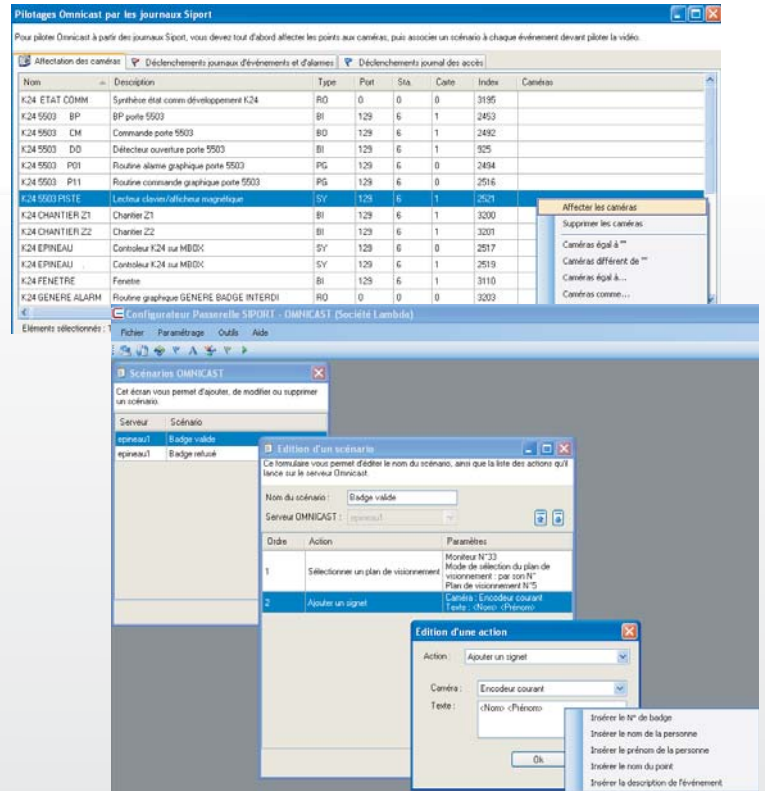 Pilotages Omnicast par les journaux Siport
Pour piloter Omnicast à partir des journaux Siport, vous devez tout d'abord affecter les points aux caméras, puis associer un scénario à chaque événement devant piloter la vidéo.
Affectation des caméras Déclenchements journaux d'événements et d'alarmes Déclenchements journal des accès
Nom Description Type Port Sta. Carte Index Caméras
K24 ETAT COMM Synthèse état comm développement K24 RO 0 0 0 3195
K24 5503 BP BP porte 5503 BI 129 6 1 2453
K24 5503 CM Commande porte 5503 BO 129 6 1 2492
K24 5503 DO Détecteur ouverture porte 5503 BI 129 6 1 925
K24 5503 P01 Routine alarme graphique porte 5503 PG 129 6 0 2494
K24 5503 P11 Routine commande graphique porte 5503 PG 129 6 0 2516
K24 5503 PISTE Lecteur clavier/afficheur magnétique SY 129 6 1 2521
K24 CHANTIER Z1 Chantier Z1 BI 129 6 1 3200
K24 CHANTIER Z2 Chantier Z2 BI 129 6 1 3201
K24 EPINEAU Controleur K24 sur MBOX SY 129 6 0 2517
K24 EPINEAU . Controleur K24 sur MBOX SY 129 6 1 2519
K24 FENETRE Fenetre BI 129 6 1 3110
K24 GENERE ALARM Routine graphique GENERE BADGE INTERDI RO 0 0 0 3203
Affecter les caméras
Supprimer les caméras
Caméras égal à ""
Caméras différent de ""
Caméras égal à...
Caméras comme...
Eléments sélectionnés : 1
Configurateur Passerelle SIPORT - OMNICAST (Société Lambda)
Fichier Paramétrage Outils Aide
Scénarios OMNICAST
Cet écran vous permet d'ajouter, de modifier ou supprimer
un scénario.
Serveur Scénario
epineau1 Badge valide
epineau1 Badge refusé
Edition d'un scénario
Ce formulaire vous permet d'éditer le nom du scénario, ainsi que la liste des actions qu'il
lance sur le serveur Omnicast.
Nom du scénario : Badge valide
Serveur OMNICAST : epineau1
Ordre Action Paramètres
1 Sélectionner un plan de visionnement Moniteur N°33
Mode de sélection du plan de
visionnement : par son N°
Plan de visionnement N°5
2 Ajouter un signet Caméra : Encodeur courant
Texte : <Nom> <Prénom>
Edition d'une action
Action : Ajouter un signet
Caméra : Encodeur courant
Texte : <Nom> <Prénom>
Ok
Insérer le N° de badge
Insérer le nom de la personne
Insérer le prénom de la personne
Insérer le nom du point
Insérer la description de l'événement